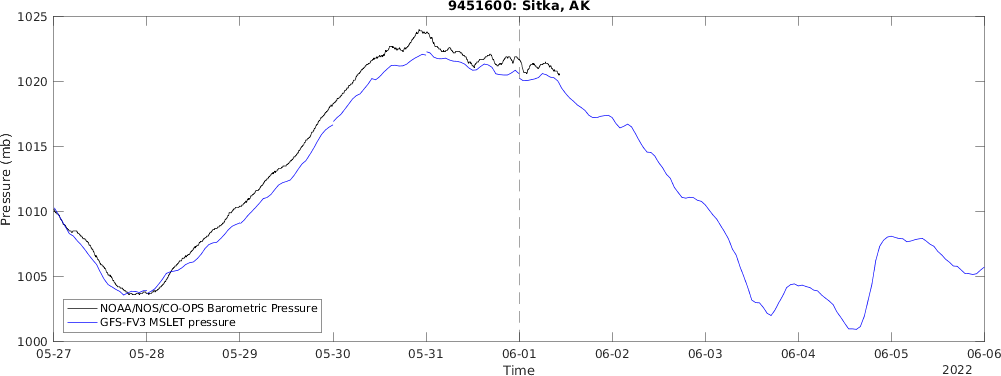 9451600: Sitka, AK
Pressure (mb)
1025
1020
1015
1010
1005
1000
NOAA/NOS/CO-OPS Barometric Pressure
GFS-FV3 MSLET pressure
05-27 05-28 05-29 05-30 05-31 06-01 06-02 06-03 06-04 06-05 06-06
Time
2022